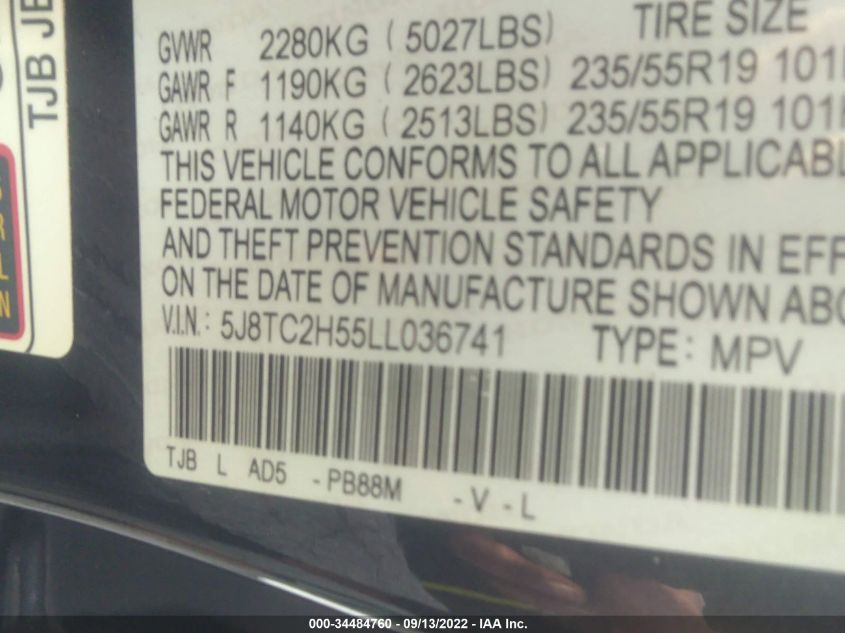 TIRE SIZE
GVWR 2280KG (5027LBS)
GAWR F 1190KG (2623LBS) 235/55R19 101
GAWR R 1140KG (2513LBS) 235/55R19 101
THIS VEHICLE CONFORMS TO ALL APPLICABL
FEDERAL MOTOR VEHICLE SAFETY
AND THEFT PREVENTION STANDARDS IN EFF
ON THE DATE OF MANUFACTURE SHOWN ABO
V.I.N.: 5J8TC2H55LL036741 TYPE: MPV
TJB L AD5 -PB88M -V-L
TJB JE
000-34484760 - 09/13/2022 - IAA Inc.